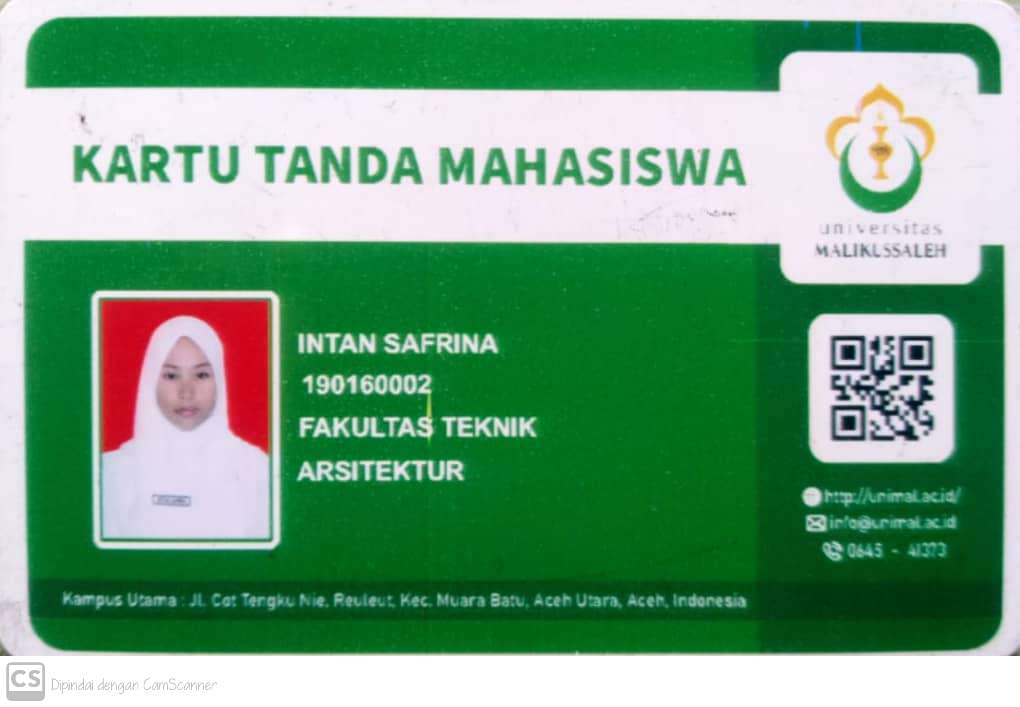 KARTU TANDA MAHASISWA
universitas
MALIKUSSALEH
INTAN SAFRINA
190160002
FAKULTAS TEKNIK
ARSITEKTUR
http://unimal.ac.id/
info@unimal.ac.id
0645 - 41373
Kampus Utama : Jl. Cot Tengku Nie, Reuleut, Kec. Muara Batu, Aceh Utara, Aceh, Indonesia
CS Dipindai dengan CamScanner